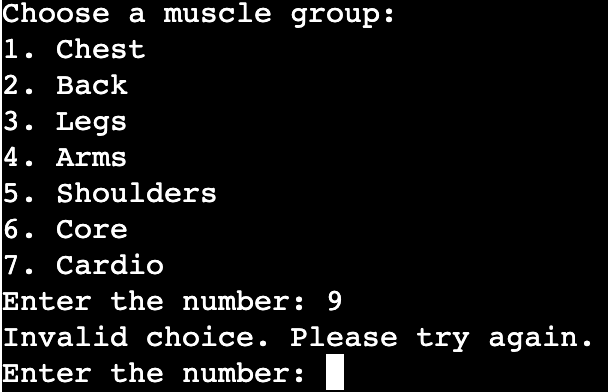 Choose a muscle group:
1. Chest
2. Back
3. Legs
4. Arms
5. Shoulders
6. Core
7. Cardio
Enter the number: 9
Invalid choice. Please try again.
Enter the number: